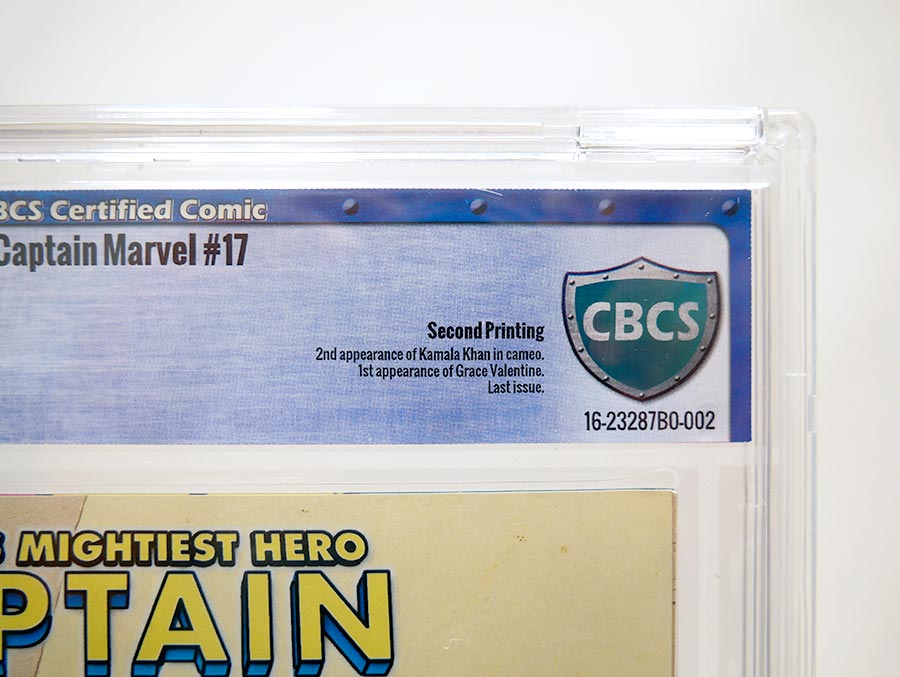 BCS Certified Comic
Captain Marvel #17
Second Printing
2nd appearance of Kamala Khan in cameo.
1st appearance of Grace Valentine.
Last issue.
CBCS
16-23287B0-002
MIGHTIEST HERO
PTAIN